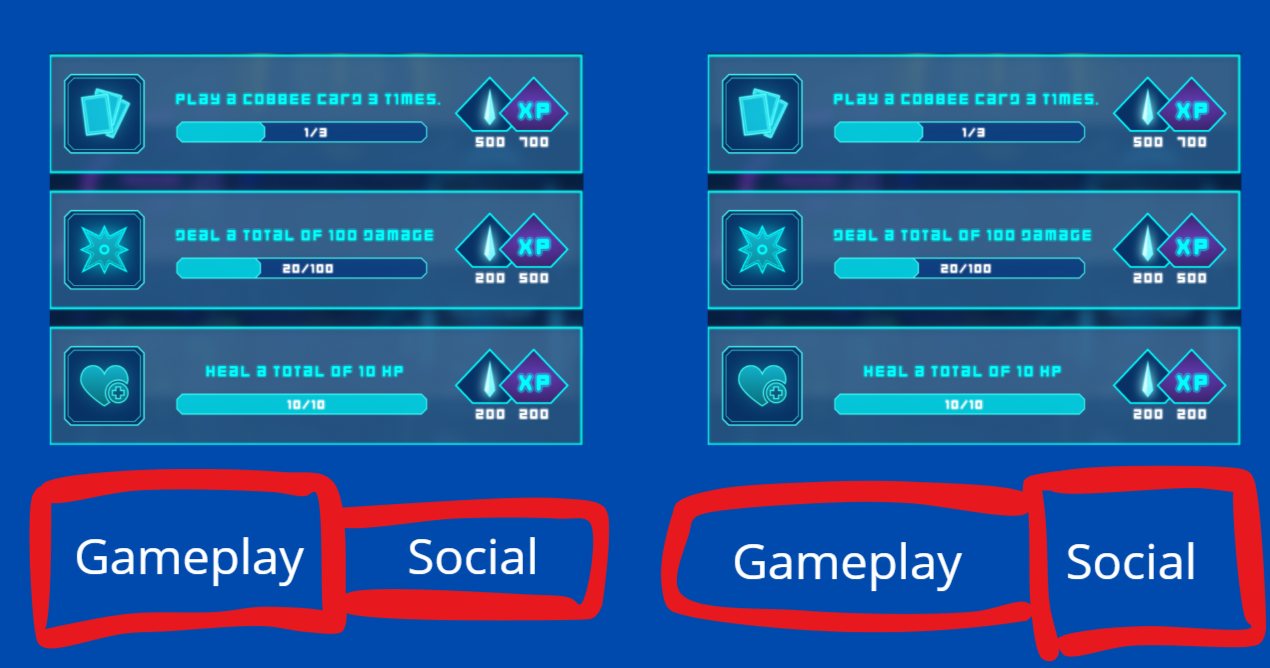 PLAY A COBBEE CARD 3 TIMES.
1/3
XP
500 700
DEAL A TOTAL OF 100 DAMAGE
20/100
XP
200 500
HEAL A TOTAL OF 10 HP
10/10
XP
200 200
Gameplay Social
PLAY A COBBEE CARD 3 TIMES.
1/3
XP
500 700
DEAL A TOTAL OF 100 DAMAGE
20/100
XP
200 500
HEAL A TOTAL OF 10 HP
10/10
XP
200 200
Gameplay Social